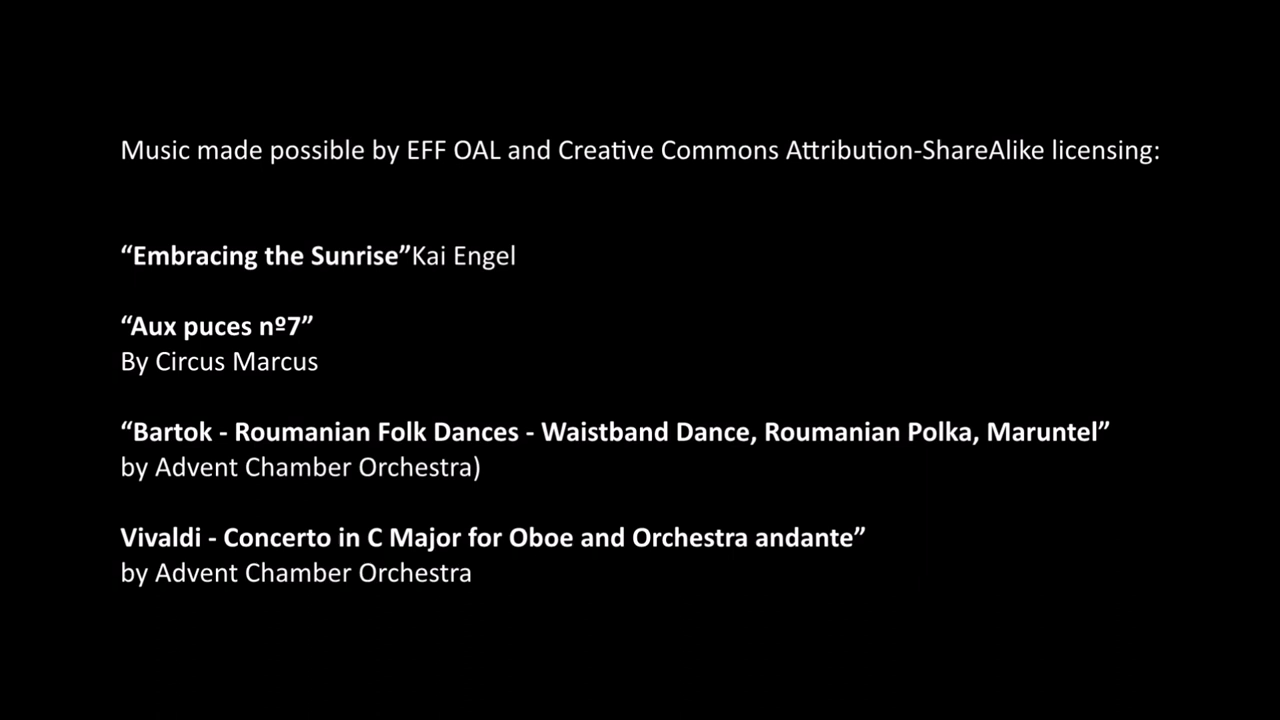 Music made possible by EFF OAL and Creative Commons Attribution-ShareAlike licensing:
“Embracing the Sunrise”Kai Engel
“Aux puces nº7”
By Circus Marcus
“Bartok - Roumanian Folk Dances - Waistband Dance, Roumanian Polka, Maruntel”
by Advent Chamber Orchestra)
Vivaldi - Concerto in C Major for Oboe and Orchestra andante”
by Advent Chamber Orchestra